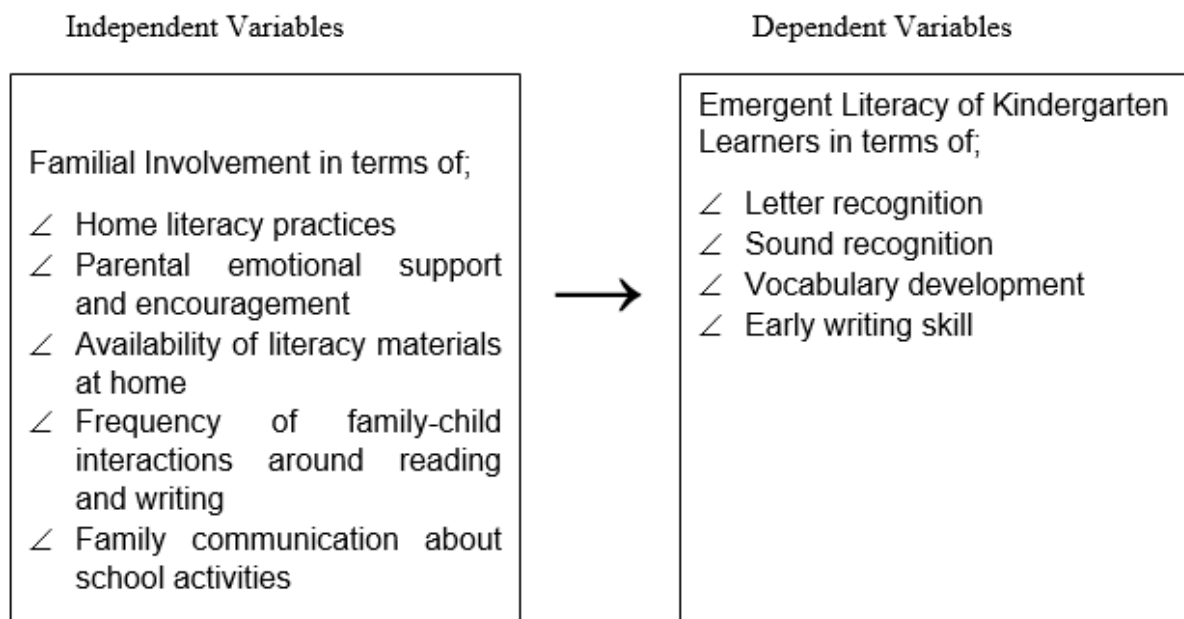 Independent Variables
Dependent Variables
Familial Involvement in terms of;
∠ Home literacy practices
∠ Parental emotional support
and encouragement
∠ Availability of literacy materials
at home
∠ Frequency of family-child
interactions around reading
and writing
∠ Family communication about
school activities
Emergent Literacy of Kindergarten
Learners in terms of;
∠ Letter recognition
∠ Sound recognition
∠ Vocabulary development
∠ Early writing skill